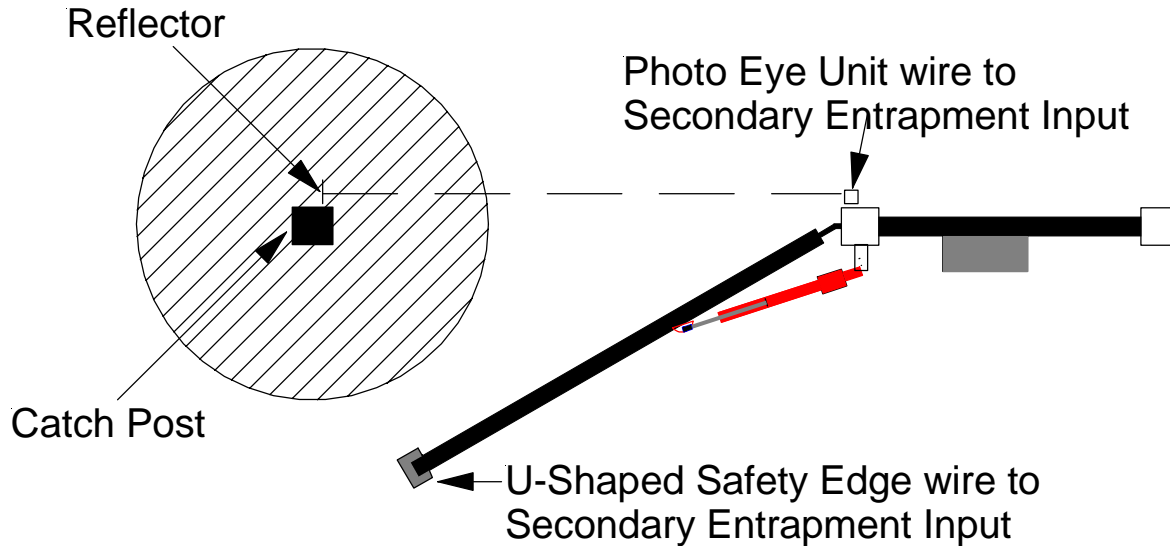 Reflector
Photo Eye Unit wire to
Secondary Entrapment Input
Catch Post
U-Shaped Safety Edge wire to
Secondary Entrapment Input